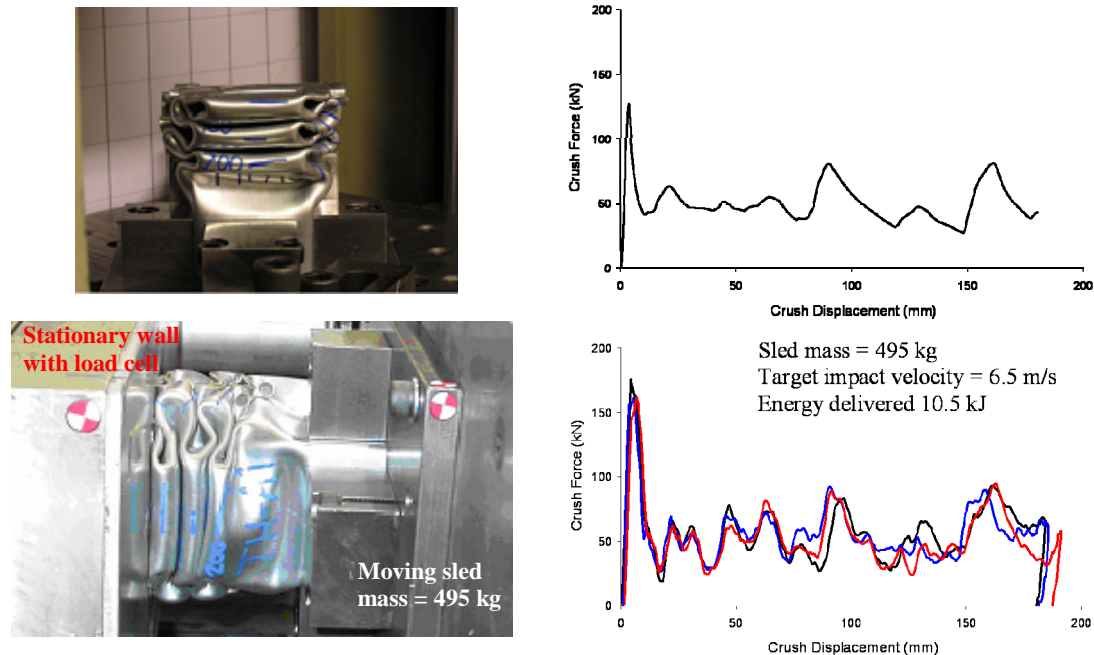 200
200
150
100
50
0
Crush Force (kN)
0
50
100
150
200
Crush Displacement (mm)
Stationary wall
with load cell
200
Moving sled
mass = 495 kg
Sled mass = 495 kg
Target impact velocity = 6.5 m/s
Energy delivered 10.5 kJ
200
150
100
50
0
Crush Force (kN)
0
50
100
150
200
Crush Displacement (mm)